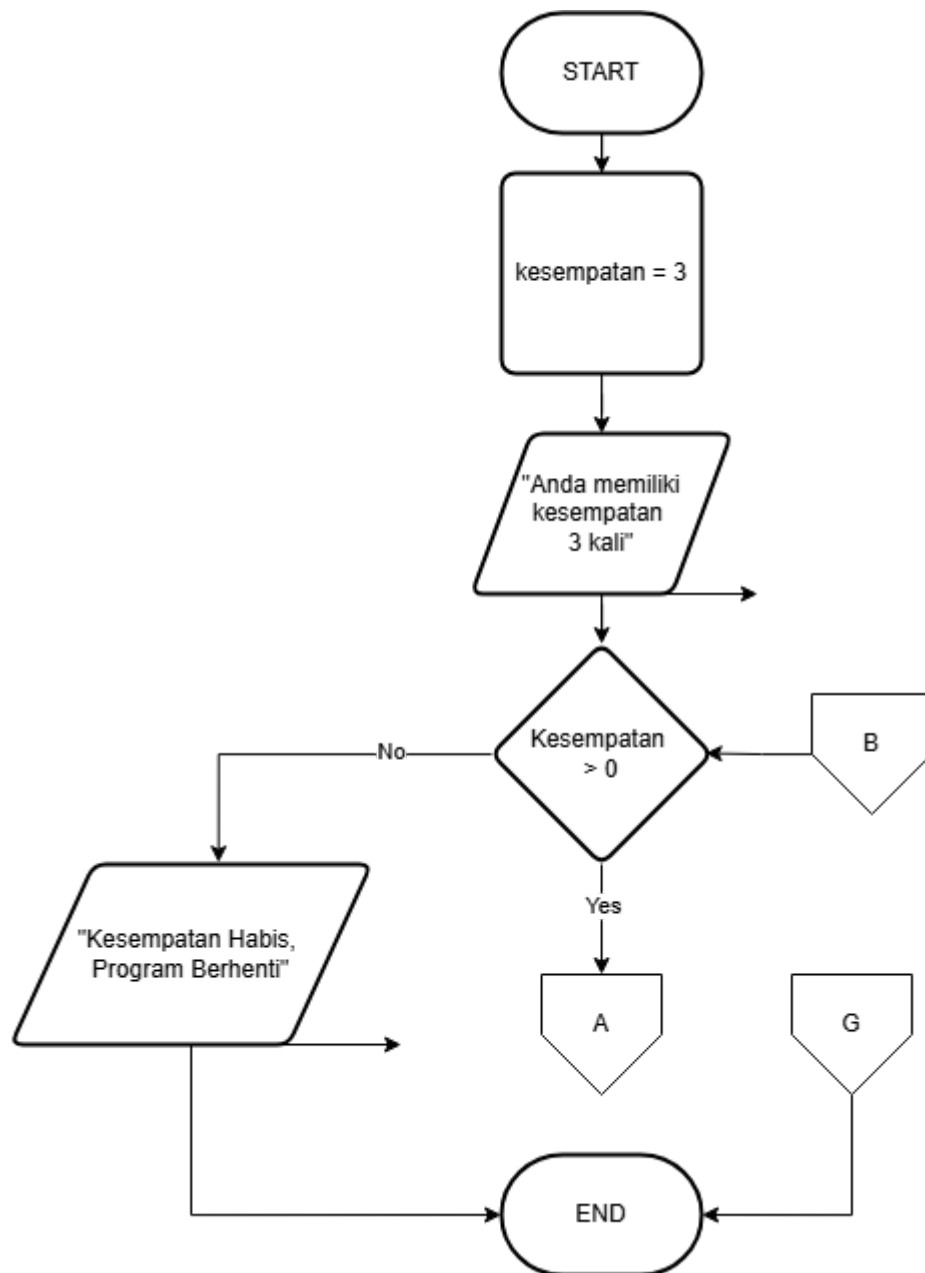 START
kesempatan = 3
"Anda memiliki
kesempatan
3 kali"
Kesempatan
> 0
B
No
Yes
"Kesempatan Habis,
Program Berhenti"
A
G
END